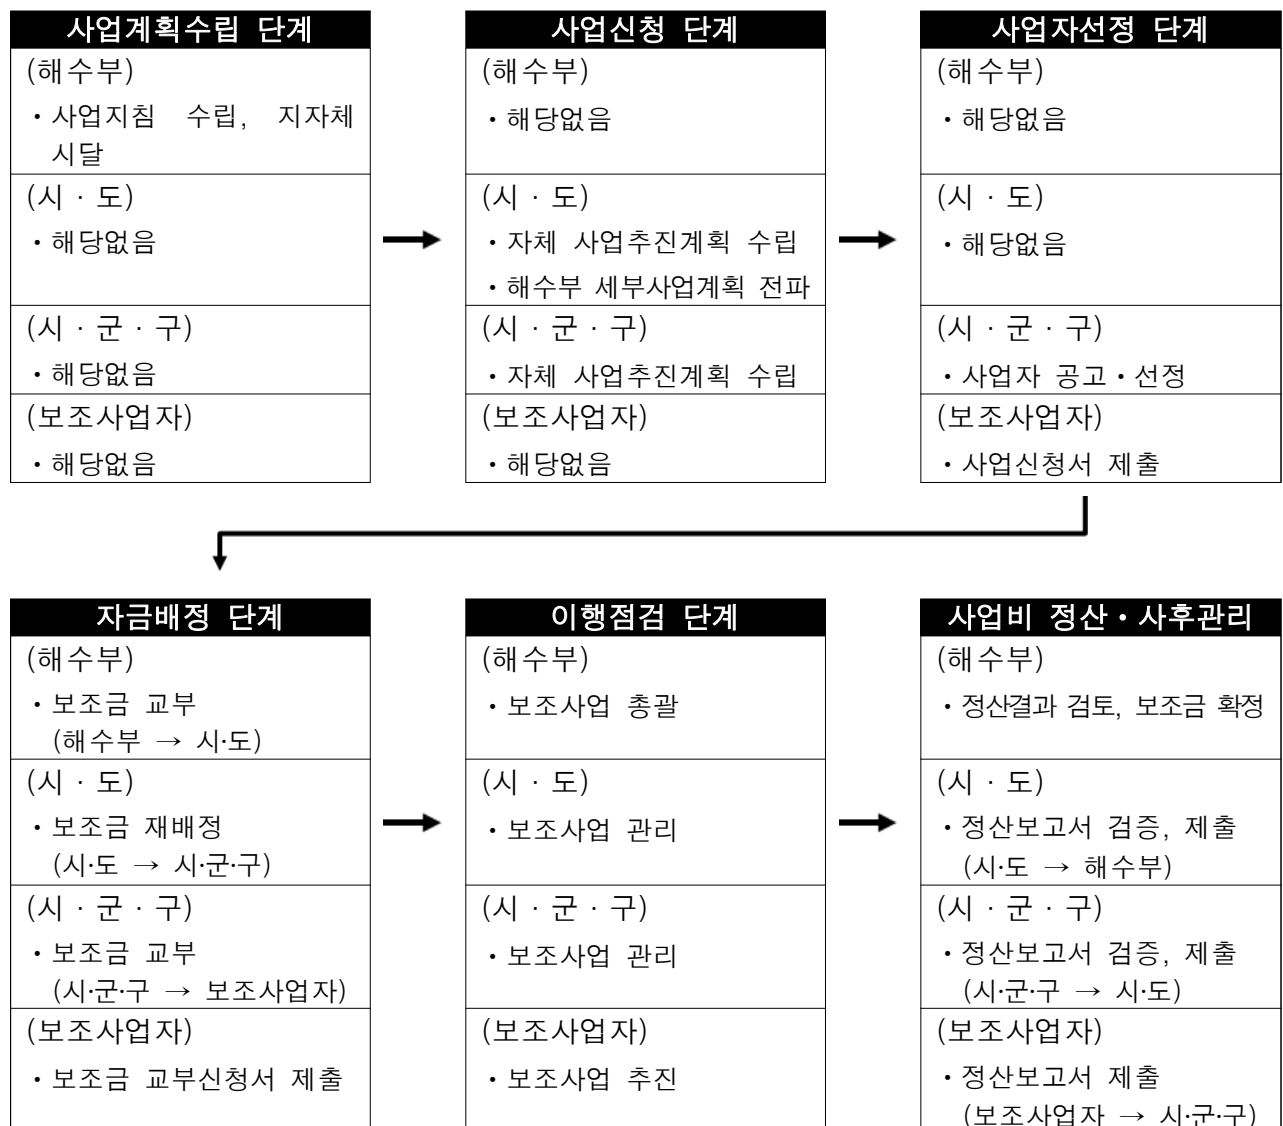 사업계획수립 단계
(해수부)
・사업지침 수립, 지자체
시달
(시 · 도)
・해당없음
(시 · 군 · 구)
・해당없음
(보조사업자)
・해당없음
사업신청 단계
(해수부)
・해당없음
(시 · 도)
・자체 사업추진계획 수립
・해수부 세부사업계획 전파
(시 · 군 · 구)
・자체 사업추진계획 수립
(보조사업자)
・해당없음
사업자선정 단계
(해수부)
・해당없음
(시 · 도)
・해당없음
(시 · 군 · 구)
・사업자 공고・선정
(보조사업자)
・사업신청서 제출
자금배정 단계
(해수부)
・보조금 교부
(해수부 → 시·도)
(시 · 도)
・보조금 재배정
(시·도 → 시·군·구)
(시 · 군 · 구)
・보조금 교부
(시·군·구 → 보조사업자)
(보조사업자)
・보조금 교부신청서 제출
이행점검 단계
(해수부)
・보조사업 총괄
(시 · 도)
・보조사업 관리
(시 · 군 · 구)
・보조사업 관리
(보조사업자)
・보조사업 추진
사업비 정산・사후관리
(해수부)
・정산결과 검토, 보조금 확정
(시 · 도)
・정산보고서 검증, 제출
(시·도 → 해수부)
(시 · 군 · 구)
・정산보고서 검증, 제출
(시·군·구 → 시·도)
(보조사업자)
・정산보고서 제출
(보조사업자 → 시·군·구)